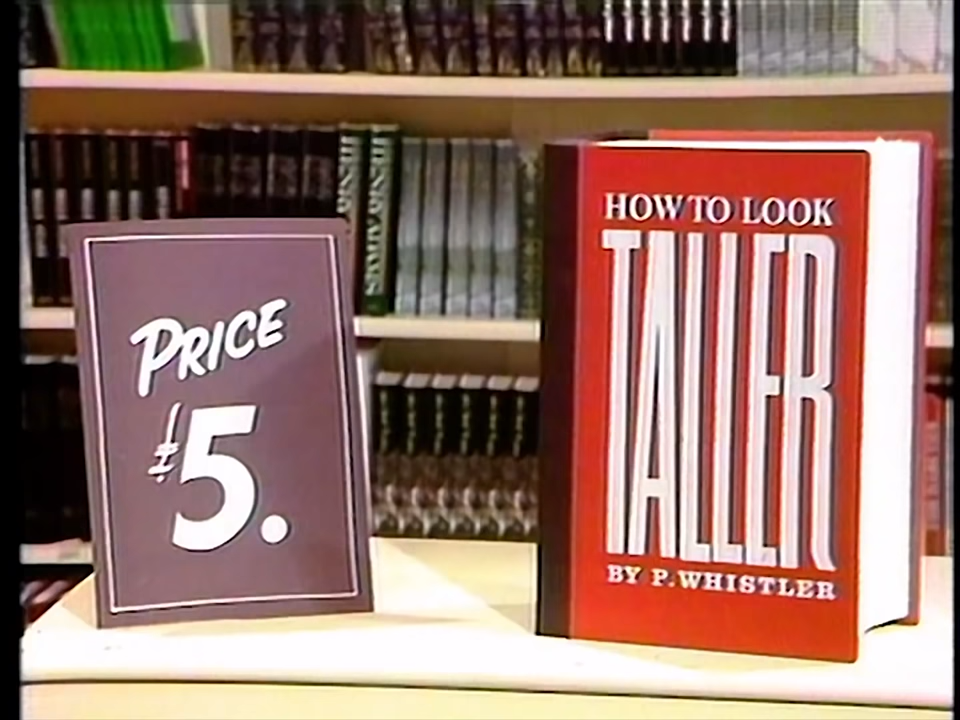 PRICE
£5.
HOW TO LOOK
TALLER
BY P. WHISTLER